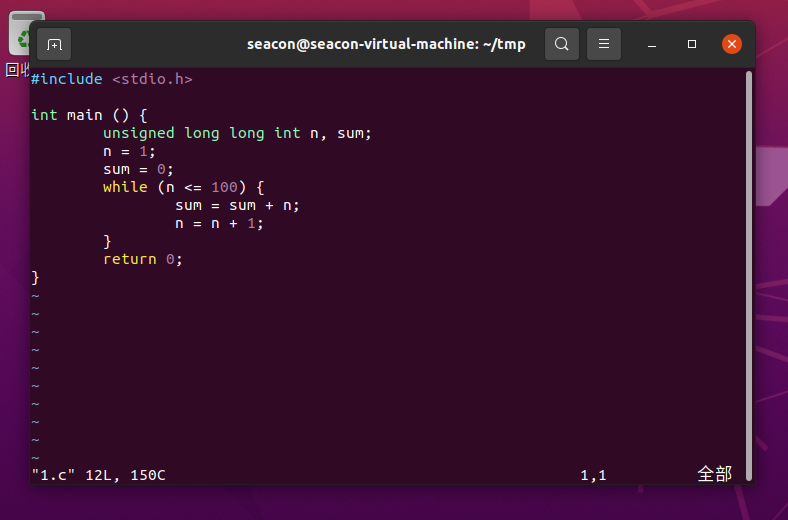 seacon@seacon-virtual-machine: ~/tmp
回收
#include <stdio.h>
int main () {
unsigned long long int n, sum;
n = 1;
sum = 0;
while (n <= 100) {
sum = sum + n;
n = n + 1;
}
return 0;
}
~
~
~
~
~
~
~
~
~
~
"1.c" 12L, 150C 1,1 全部